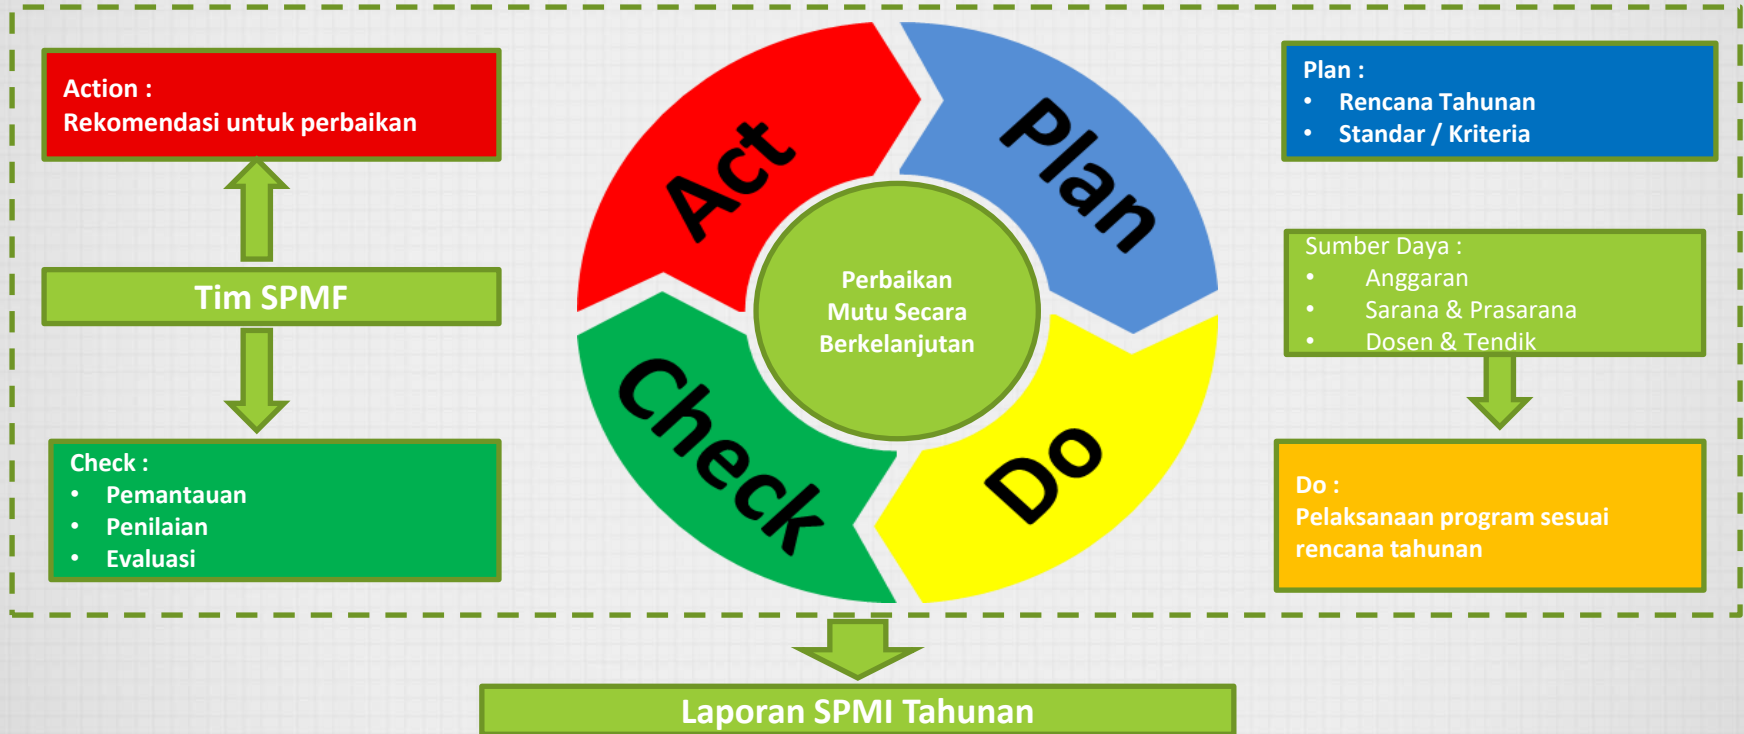 Action :
Rekomendasi untuk perbaikan
Tim SPMF
Check :
• Pemantauan
• Penilaian
• Evaluasi
Act
Plan
Check
Do
Perbaikan
Mutu Secara
Berkelanjutan
Plan :
• Rencana Tahunan
• Standar / Kriteria
Sumber Daya :
• Anggaran
• Sarana & Prasarana
• Dosen & Tendik
Do :
Pelaksanaan program sesuai
rencana tahunan
Laporan SPMI Tahunan